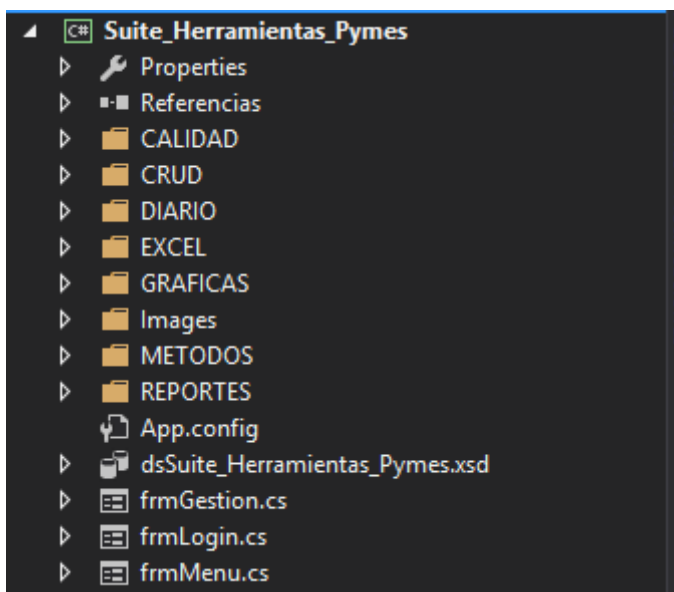 C# Suite_Herramientas_Pymes
Properties
Referencias
CALIDAD
CRUD
DIARIO
EXCEL
GRAFICAS
Images
METODOS
REPORTES
App.config
dsSuite_Herramientas_Pymes.xsd
frmGestion.cs
frmLogin.cs
frmMenu.cs